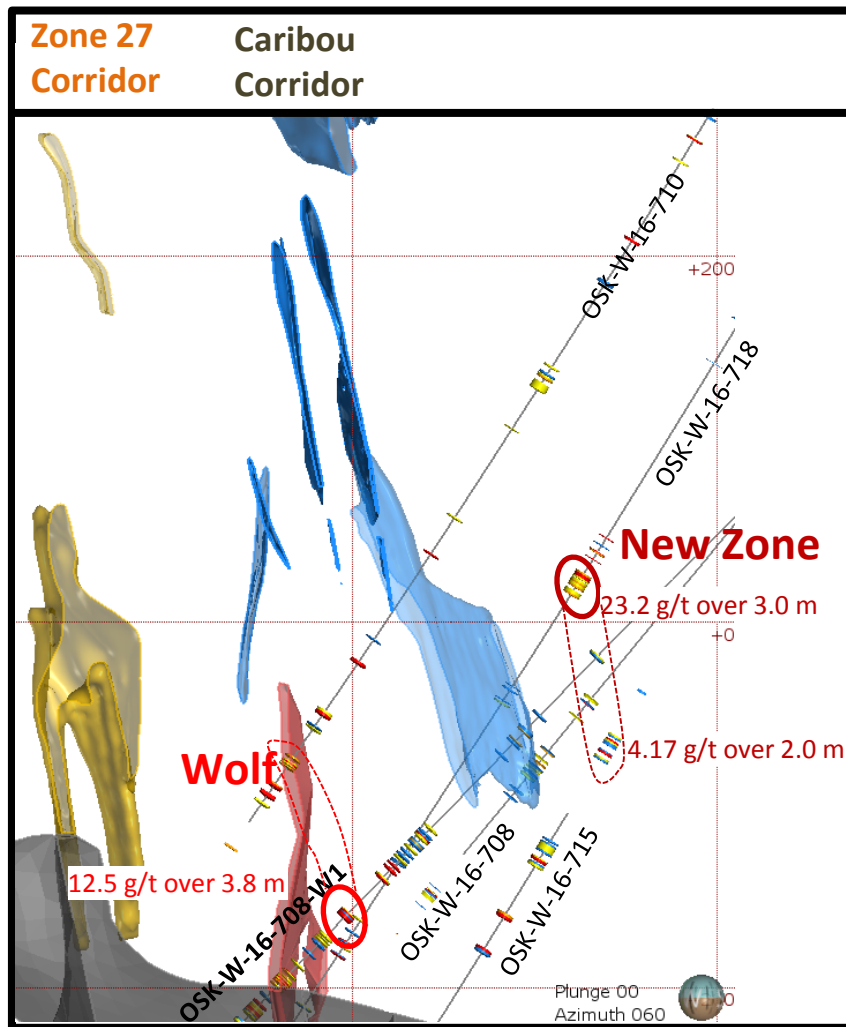 Zone 27
Corridor
Caribou
Corridor
OSK-W-16-710
+200
OSK-W-16-718
New Zone
23.2 g/t over 3.0 m
+0
4.17 g/t over 2.0 m
Wolf
12.5 g/t over 3.8 m
OSK-W-16-708-W1
OSK-W-16-708
OSK-W-16-715
Plunge 00
Azimuth 060